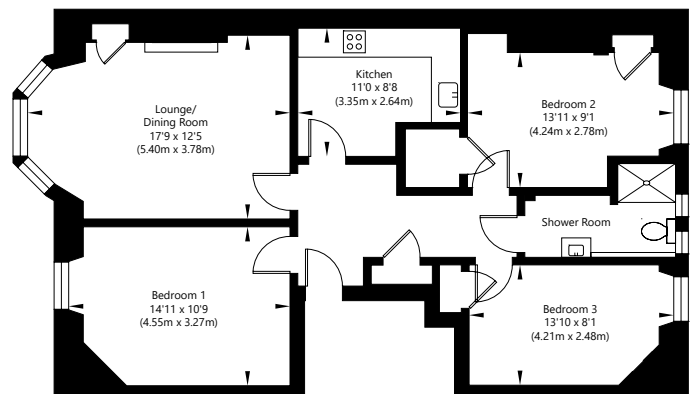 Lounge/
Dining Room
17'9 x 12'5
(5.40m x 3.78m)
Kitchen
11'0 x 8'8
(3.35m x 2.64m)
Bedroom 2
13'11 x 9'1
(4.24m x 2.78m)
Shower Room
Bedroom 1
14'11 x 10'9
(4.55m x 3.27m)
Bedroom 3
13'10 x 8'1
(4.21m x 2.48m)